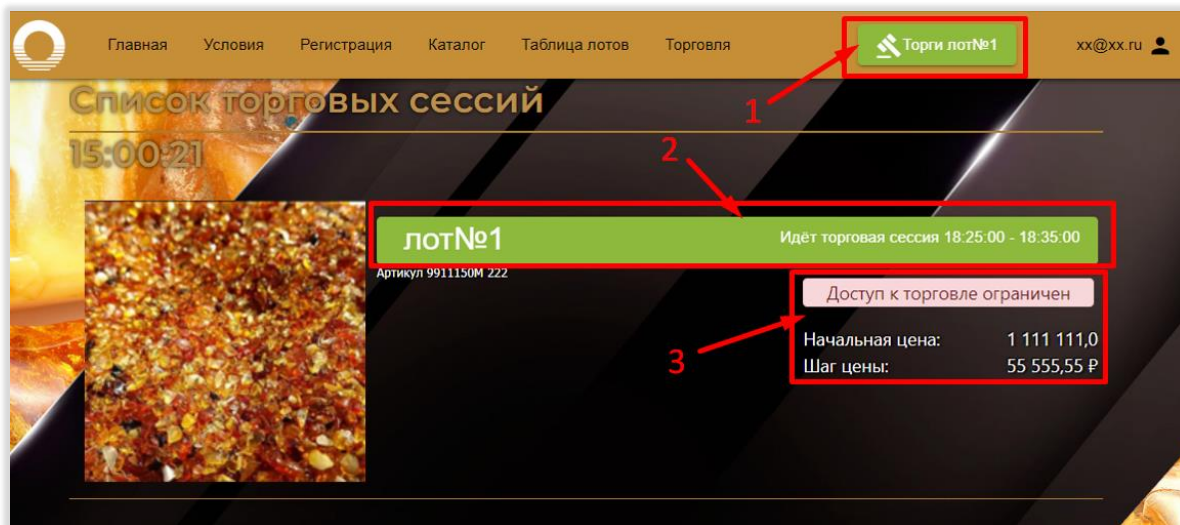 Главная Условия Регистрация Каталог Таблица лотов Торговля Торги лот№1 xx@xx.ru
1
Список торговых сессий
15:00:21
2
лот№1 Идёт торговая сессия 18:25:00 - 18:35:00
Артикул 9911150M 222
Доступ к торговле ограничен
3
Начальная цена: 1 111 111,0
Шаг цены: 55 555,55 ₽